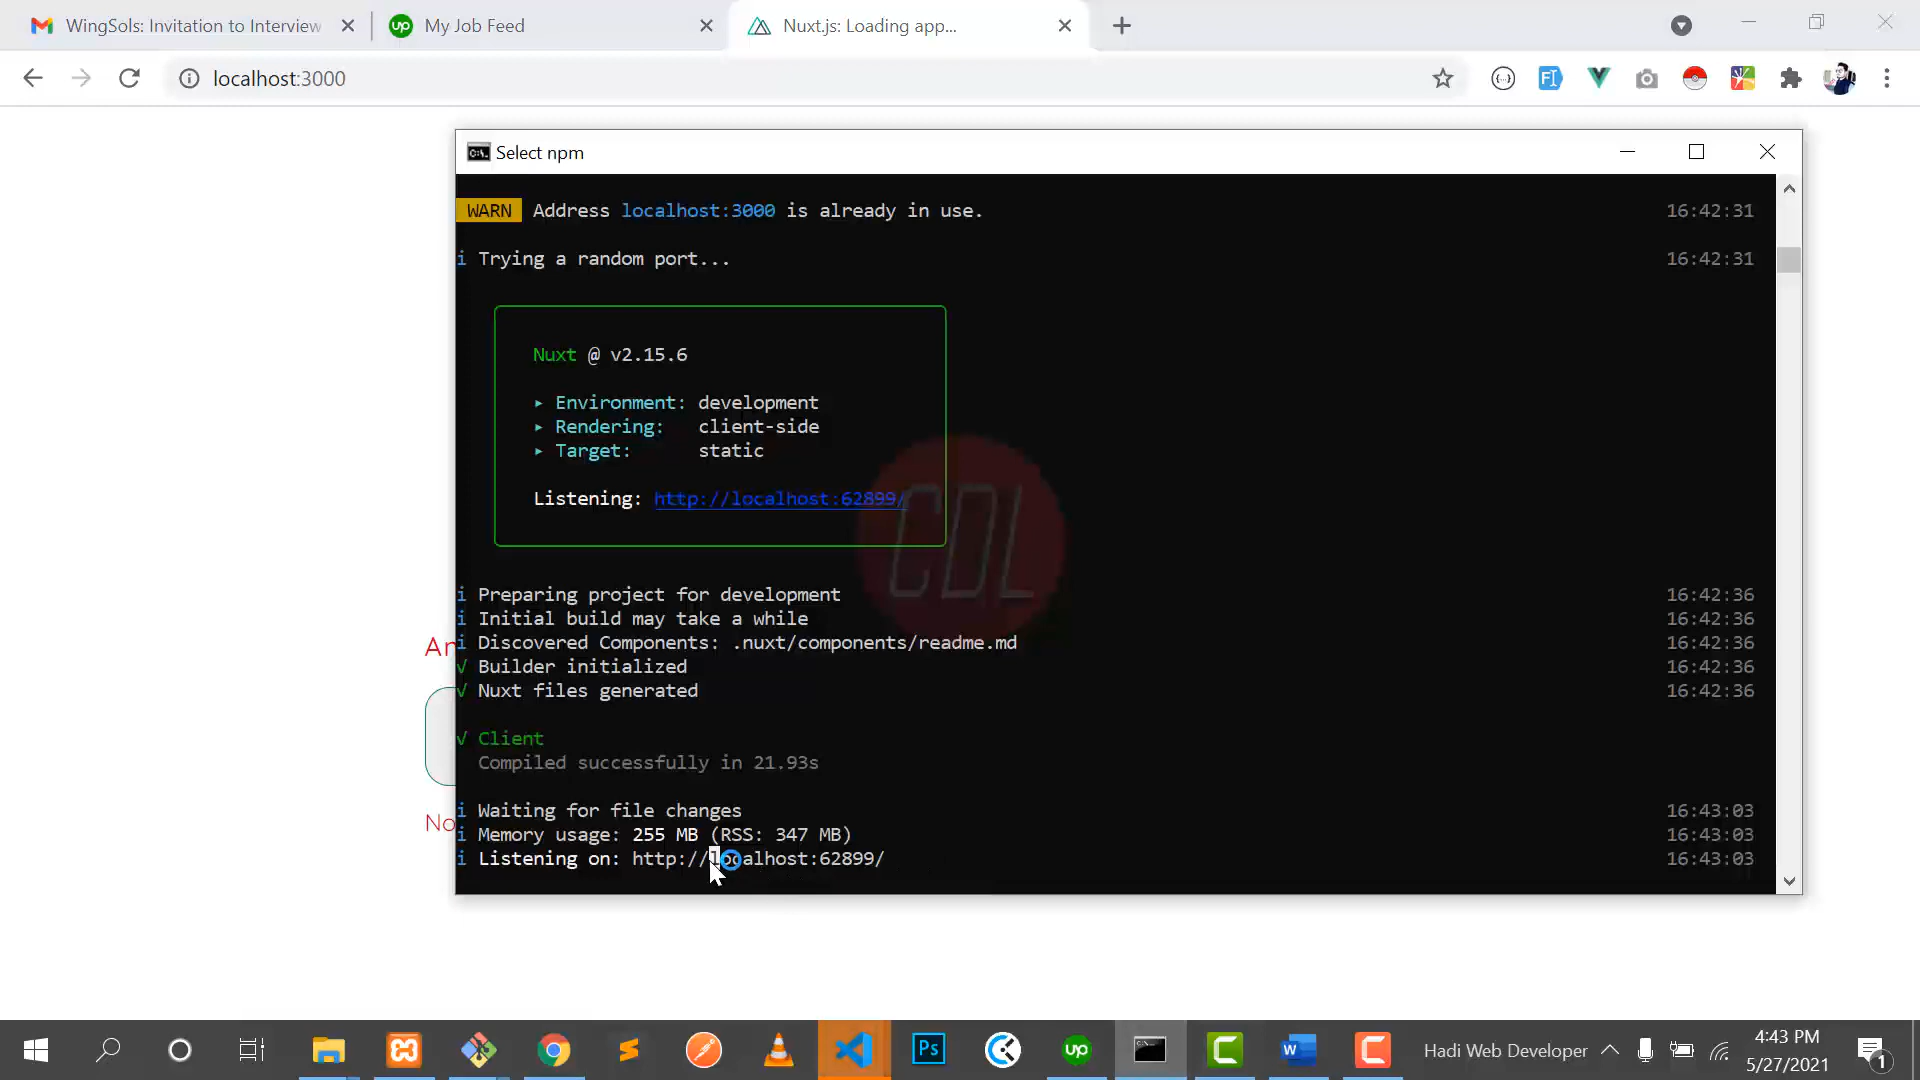 WingSols: Invitation to Interview
My Job Feed
Nuxt.js: Loading app...
localhost:3000
FI
Select npm
WARN Address localhost:3000 is already in use. 16:42:31
i Trying a random port... 16:42:31
Nuxt @ v2.15.6
▸ Environment: development
▸ Rendering: client-side
▸ Target: static
Listening: http://localhost:62899/
CDL
i Preparing project for development 16:42:36
i Initial build may take a while 16:42:36
i Discovered Components: .nuxt/components/readme.md 16:42:36
√ Builder initialized 16:42:36
√ Nuxt files generated 16:42:36
√ Client
Compiled successfully in 21.93s
i Waiting for file changes 16:43:03
i Memory usage: 255 MB (RSS: 347 MB) 16:43:03
i Listening on: http://localhost:62899/ 16:43:03
Ps
up
Hadi Web Developer
4:43 PM
5/27/2021
1